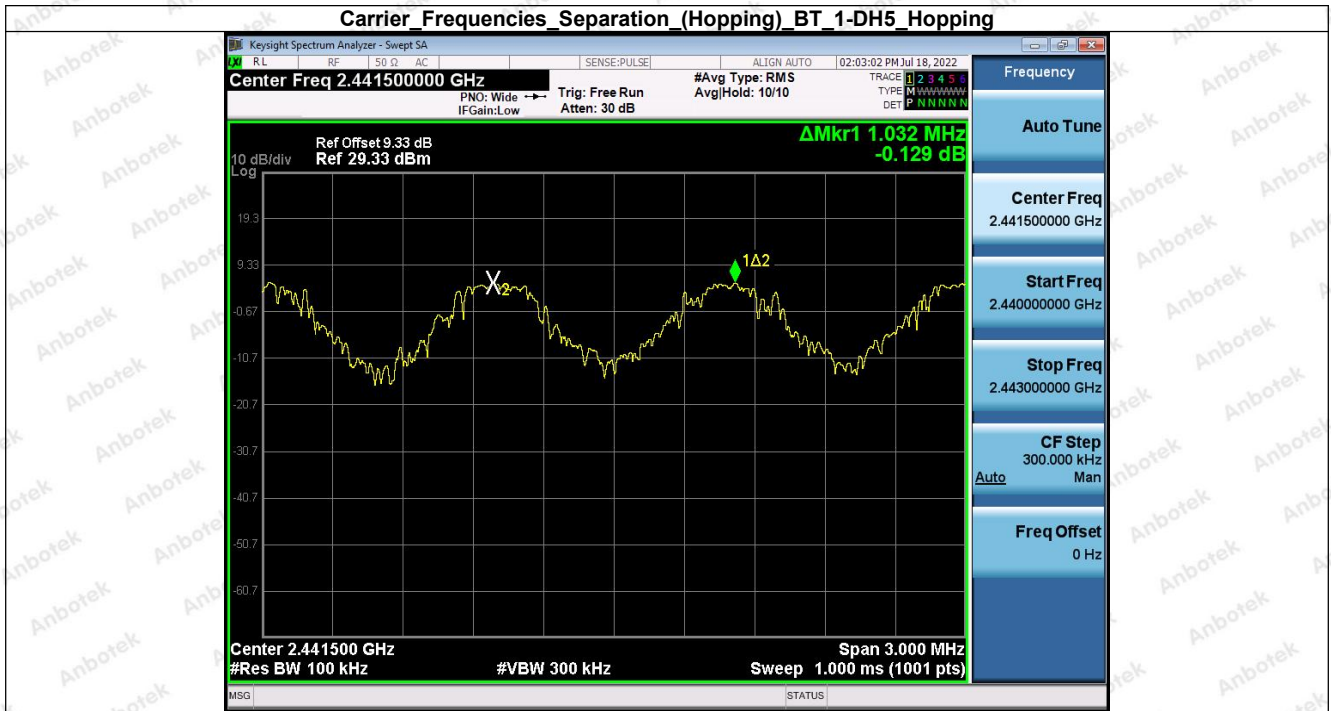 Carrier_Frequencies_Separation_(Hopping)_BT_1-DH5_Hopping
Keysight Spectrum Analyzer - Swept SA
LXI RL RF 50 Ω AC SENSE:PULSE ALIGN AUTO 02:03:02 PM Jul 18, 2022
Center Freq 2.441500000 GHz
PNO: Wide
IFGain:Low
Trig: Free Run
Atten: 30 dB
#Avg Type: RMS
Avg|Hold: 10/10
TRACE 1 2 3 4 5 6
TYPE M W W W W W
DET P N N N N N
Ref Offset 9.33 dB
10 dB/div Ref 29.33 dBm
Log
ΔMkr1 1.032 MHz
-0.129 dB
19.3
9.33
-0.67
-10.7
-20.7
-30.7
-40.7
-50.7
-60.7
X2
1Δ2
Center 2.441500 GHz Span 3.000 MHz
#Res BW 100 kHz #VBW 300 kHz Sweep 1.000 ms (1001 pts)
MSG STATUS
Frequency
Auto Tune
Center Freq
2.441500000 GHz
Start Freq
2.440000000 GHz
Stop Freq
2.443000000 GHz
CF Step
300.000 kHz
Auto Man
Freq Offset
0 Hz
Anbotek